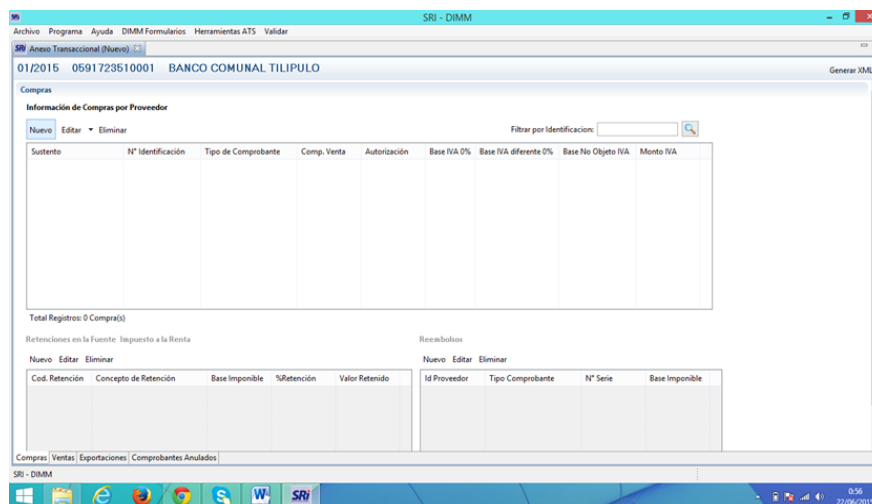 SRI - DIMM
Archivo Programa Ayuda DIMM Formularios Herramientas ATS Validar
SRi Anexo Transaccional (Nuevo)
01/2015 0591723510001 BANCO COMUNAL TILIPULO Generar XML
Compras
Información de Compras por Proveedor
Nuevo Editar Eliminar Filtrar por Identificacion:
Sustento N° Identificación Tipo de Comprobante Comp. Venta Autorización Base IVA 0% Base IVA diferente 0% Base No Objeto IVA Monto IVA
Total Registros: 0 Compra(s)
Retenciones en la Fuente Impuesto a la Renta Reembolsos
Nuevo Editar Eliminar Nuevo Editar Eliminar
Cod. Retención Concepto de Retención Base Imponible %Retención Valor Retenido Id Proveedor Tipo Comprobante N° Serie Base Imponible
Compras Ventas Exportaciones Comprobantes Anulados
SRI - DIMM
SRi 0:56
22/06/2015